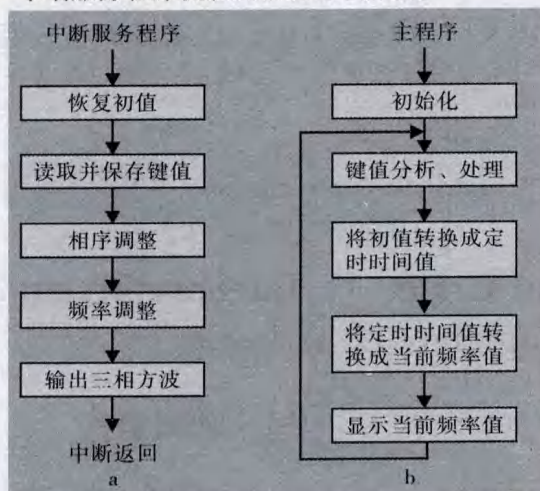 中断服务程序
恢复初值
读取并保存键值
相序调整
频率调整
输出三相方波
中断返回
a
主程序
初始化
键值分析、处理
将初值转换成定
时时间值
将定时时间值转
换成当前频率值
显示当前频率值
b